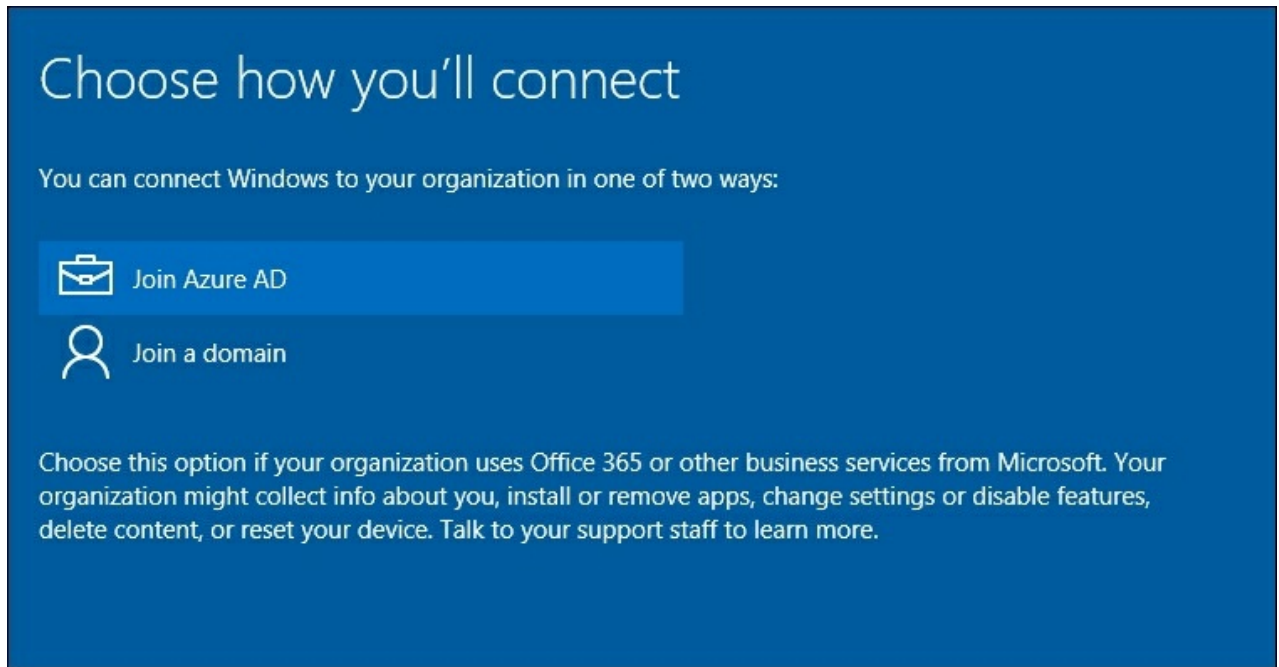 Choose how you’ll connect
You can connect Windows to your organization in one of two ways:
Join Azure AD
Join a domain
Choose this option if your organization uses Office 365 or other business services from Microsoft. Your
organization might collect info about you, install or remove apps, change settings or disable features,
delete content, or reset your device. Talk to your support staff to learn more.